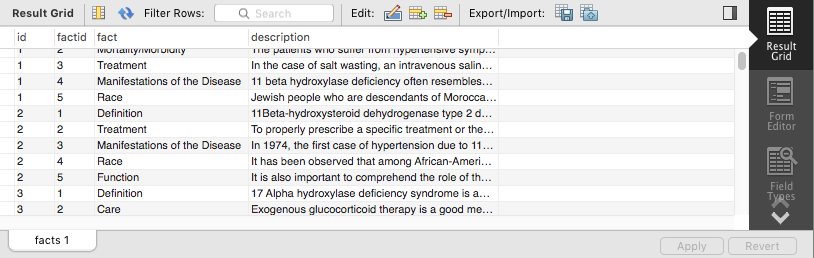 Result Grid Filter Rows: Search Edit: Export/Import:
id factid fact description
1 2 Mortality/Morbidity The patients who suffer from hypertensive symp...
1 3 Treatment In the case of salt wasting, an intravenous salin...
1 4 Manifestations of the Disease 11 beta hydroxylase deficiency often resembles...
1 5 Race Jewish people who are descendants of Morocca...
2 1 Definition 11Beta-hydroxysteroid dehydrogenase type 2 d...
2 2 Treatment To properly prescribe a specific treatment or the...
2 3 Manifestations of the Disease In 1974, the first case of hypertension due to 11...
2 4 Race It has been observed that among African-Ameri...
2 5 Function It is also important to comprehend the role of th...
3 1 Definition 17 Alpha hydroxylase deficiency syndrome is a...
3 2 Care Exogenous glucocorticoid therapy is a good me...
facts 1
Apply Revert
Result
Grid
Form
Editor
Field
Types